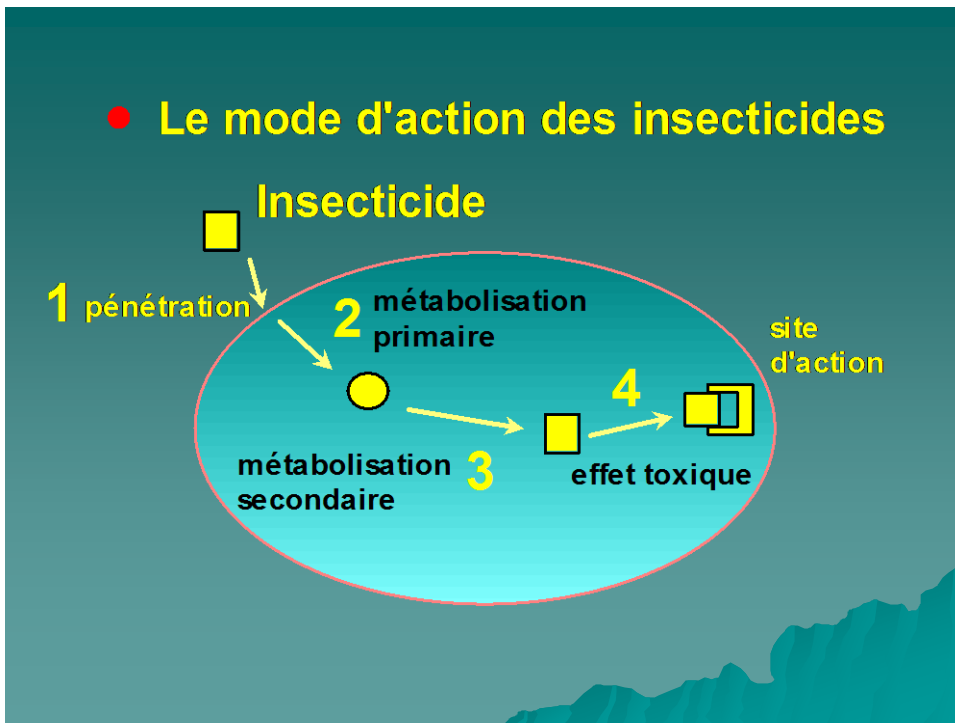 ● Le mode d'action des insecticides
Insecticide
1 pénétration
2 métabolisation
primaire
site
d'action
4
métabolisation
secondaire
3
effet toxique